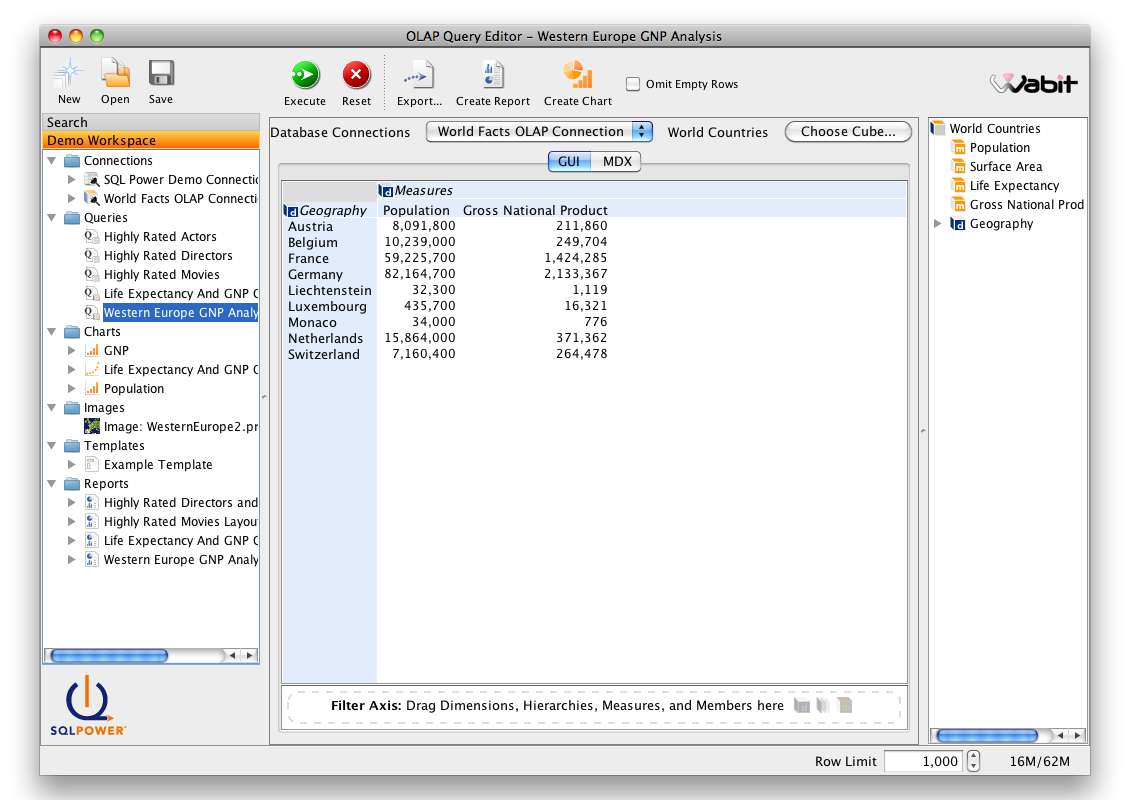 OLAP Query Editor – Western Europe GNP Analysis
New Open Save Execute Reset Export... Create Report Create Chart Omit Empty Rows Wabit
Search
Demo Workspace
Connections
SQL Power Demo Connectio
World Facts OLAP Connecti
Queries
Highly Rated Actors
Highly Rated Directors
Highly Rated Movies
Life Expectancy And GNP C
Western Europe GNP Analy
Charts
GNP
Life Expectancy And GNP C
Population
Images
Image: WesternEurope2.pr
Templates
Example Template
Reports
Highly Rated Directors and
Highly Rated Movies Layou
Life Expectancy And GNP C
Western Europe GNP Analy
SQLPOWER
Database Connections World Facts OLAP Connection World Countries Choose Cube...
GUI MDX
Measures
Geography Population Gross National Product
Austria 8,091,800 211,860
Belgium 10,239,000 249,704
France 59,225,700 1,424,285
Germany 82,164,700 2,133,367
Liechtenstein 32,300 1,119
Luxembourg 435,700 16,321
Monaco 34,000 776
Netherlands 15,864,000 371,362
Switzerland 7,160,400 264,478
Filter Axis: Drag Dimensions, Hierarchies, Measures, and Members here
World Countries
Population
Surface Area
Life Expectancy
Gross National Prod
Geography
Row Limit 1,000 16M/62M